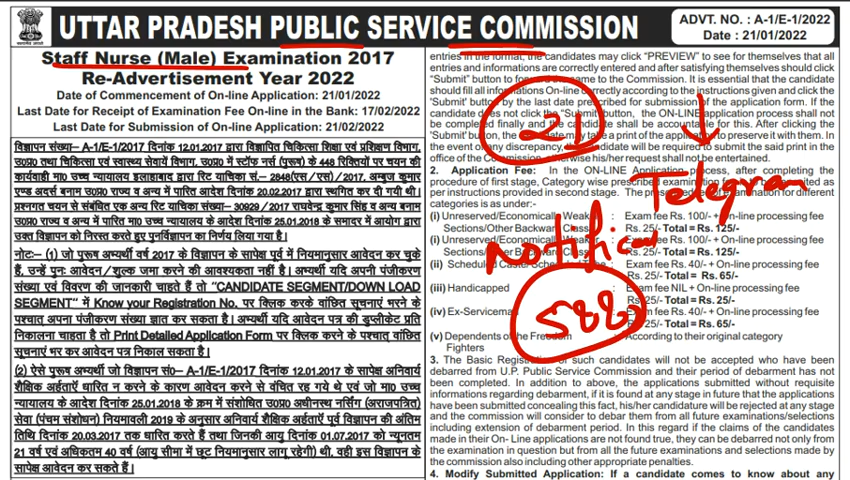 UTTAR PRADESH PUBLIC SERVICE COMMISSION
ADVT. NO. : A-1/E-1/2022
Date : 21/01/2022
Staff Nurse (Male) Examination 2017
Re-Advertisement Year 2022
Date of Commencement of On-line Application: 21/01/2022
Last Date for Receipt of Examination Fee On-line in the Bank: 17/02/2022
Last Date for Submission of On-line Application: 21/02/2022
विज्ञापन संख्या– A-1/E-1/2017 दिनांक 12.01.2017 द्वारा विज्ञापित चिकित्सा शिक्षा एवं प्रशिक्षण विभाग,
उ0प्र0 तथा चिकित्सा एवं स्वास्थ्य सेवायें विभाग, उ0प्र0 में स्टॉफ नर्स (पुरूष) के 448 रिक्तियों पर चयन की
कार्यवाही मा0 उच्च न्यायालय इलाहाबाद द्वारा रिट याचिका सं.– 2848(एस/एस)/2017, अम्बुज कुमार
एण्ड अदर्स बनाम उ0प्र0 राज्य व अन्य में पारित आदेश दिनांक 20.02.2017 द्वारा स्थगित कर दी गयी थी।
प्रश्नगत चयन से संबंधित एक अन्य रिट याचिका संख्या– 30929/2017 राघवेन्द्र कुमार सिंह व अन्य बनाम
उ0प्र0 राज्य व अन्य में पारित मा0 उच्च न्यायालय के आदेश दिनांक 25.01.2018 के समादर में आयोग द्वारा
उक्त विज्ञापन को निरस्त करते हुए पुनर्विज्ञापन का निर्णय लिया गया है।
नोट:– (1) जो पुरूष अभ्यर्थी वर्ष 2017 के विज्ञापन के सापेक्ष पूर्व में नियमानुसार आवेदन कर चुके
हैं, उन्हें पुनः आवेदन/शुल्क जमा करने की आवश्यकता नहीं है। अभ्यर्थी यदि अपनी पंजीकरण
संख्या एवं विवरण की जानकारी चाहते हैं तो "CANDIDATE SEGMENT/DOWN LOAD
SEGMENT" में Know your Registration No. पर क्लिक करके वांछित सूचनाएं भरने के
पश्चात् अपना पंजीकरण संख्या ज्ञात कर सकता है। अभ्यर्थी यदि आवेदन की डुप्लीकेट प्रति
निकालना चाहता है तो Print Detailed Application Form पर क्लिक करने के पश्चात् वांछित
सूचनाएं भर कर आवेदन पत्र निकाल सकता है।
(2) ऐसे पुरूष अभ्यर्थी जो विज्ञापन सं0– A-1/E-1/2017 दिनांक 12.01.2017 के सापेक्ष अनिवार्य
शैक्षिक अर्हताऐं धारित न करने के कारण आवेदन करने से वंचित रह गये थे एवं जो मा0 उच्च
न्यायालय के आदेश दिनांक 25.01.2018 के क्रम में संशोधित उ0प्र0 अधीनस्थ नर्सिंग (अराजपत्रित)
सेवा (पंचम संशोधन) नियमावली 2019 के अनुसार अनिवार्य शैक्षिक अर्हताऐं पूर्व विज्ञापन की अंतिम
तिथि दिनांक 20.03.2017 तक धारित करते हैं तथा जिनकी आयु दिनांक 01.07.2017 को न्यूनतम
21 वर्ष एवं अधिकतम 40 वर्ष (आयु सीमा में छूट नियमानुसार लागू रहेगी) थी, वही इस विज्ञापन के
सापेक्ष आवेदन कर सकते हैं।
entries in the format, the candidates may click "PREVIEW" to see for themselves that all
entries and informations are correctly entered and after satisfying themselves should click
"Submit" button to forward name to the Commission. It is essential that the candidate
should fill all informations On-line correctly according to the instructions given and click the
'Submit' button by the last date prescribed for submission of the application form. If the
candidate does not click the "Submit" button, the ON-LINE application process shall not
be completed finally and the candidate shall be accountable for this. After clicking the
'Submit' button, the may take a print of the application to preserve it with them. In
the event of any discrepancy, the candidate will be required to submit the said print in the
office of the Commission, otherwise his/her request shall not be entertained.
2. Application Fee: In the ON-LINE Application process, after completing the
procedure of first stage, Category wise prescribed examination fee is to be deposited as
per instructions provided in second stage. The prescribed fee for examination for different
categories is as under:-
(i) Unreserved/Economically Weaker : Exam fee Rs. 100/- + On-line processing fee
Sections/Other Backward Class Rs. 25/- Total = Rs. 125/-
(i) Unreserved/Economically Weaker : Exam fee Rs. 100/- + On-line processing fee
Sections/Other Backward Class Rs. 25/- Total = Rs. 125/-
(ii) Scheduled Caste/Scheduled Tribe : Exam fee Rs. 40/- + On-line processing fee
Rs. 25/- Total = Rs. 65/-
(iii) Handicapped : Exam fee NIL + On-line processing fee
Rs. 25/- Total = Rs. 25/-
(iv) Ex-Serviceman : Exam fee Rs. 40/- + On-line processing fee
Rs. 25/- Total = Rs. 65/-
(v) Dependents of the Freedom : According to their original category
Fighters
3. The Basic Registration of such candidates will not be accepted who have been
debarred from U.P. Public Service Commission and their period of debarment has not
been completed. In addition to above, the applications submitted without requisite
informations regarding debarment, if it is found at any stage in future that the applications
have been submitted concealing this fact, his/her candidature will be rejected at any stage
and the commission will consider to debar them from all future examinations/selections
including extension of debarment period. In this regard if the claims of the candidates
made in their On- Line applications are not found true, they can be debarred not only from
the examination in question but from all the future examinations and selections made by
the commission also including other appropriate penalties.
4. Modify Submitted Application: If a candidate comes to know about any
21
Telegram
notifica